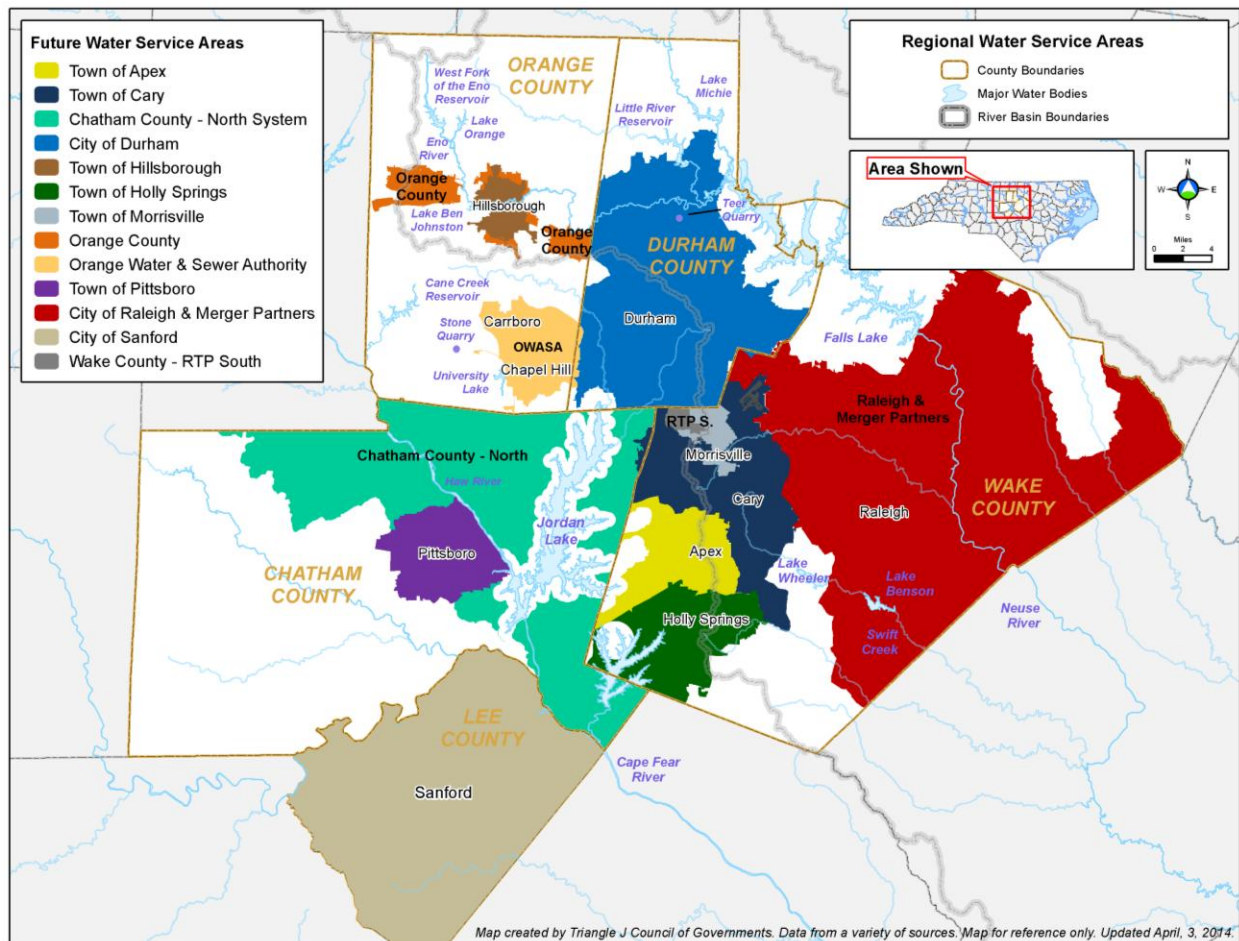 Future Water Service Areas
Town of Apex
Town of Cary
Chatham County - North System
City of Durham
Town of Hillsborough
Town of Holly Springs
Town of Morrisville
Orange County
Orange Water & Sewer Authority
Town of Pittsboro
City of Raleigh & Merger Partners
City of Sanford
Wake County - RTP South
Regional Water Service Areas
County Boundaries
Major Water Bodies
River Basin Boundaries
Area Shown
N
W
E
S
Miles
0 2 4
ORANGE
COUNTY
West Fork
of the Eno
Reservoir
Lake
Orange
Eno
River
Little River
Reservoir
Lake
Michie
Orange
County
Hillsborough
Lake Ben
Johnston
Orange
County
Teer
Quarry
DURHAM
COUNTY
Durham
Cane Creek
Reservoir
Stone
Quarry
University
Lake
Carrboro
OWASA
Chapel Hill
Falls Lake
Raleigh &
Merger Partners
WAKE
COUNTY
RTP S.
Morrisville
Cary
Raleigh
Chatham County - North
Haw River
Jordan
Lake
Pittsboro
CHATHAM
COUNTY
Apex
Holly Springs
Lake
Wheeler
Lake
Benson
Swift
Creek
Neuse
River
LEE
COUNTY
Sanford
Cape Fear
River
Map created by Triangle J Council of Governments. Data from a variety of sources. Map for reference only. Updated April, 3, 2014.